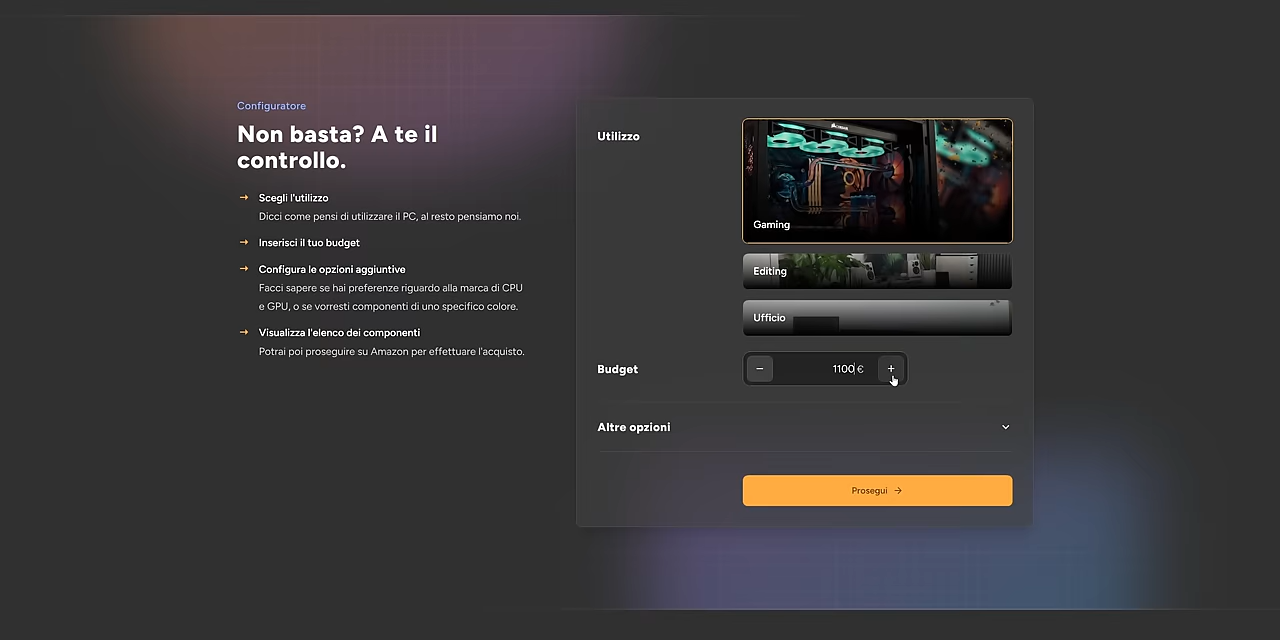 Configuratore
Non basta? A te il
controllo.
→ Scegli l'utilizzo
Dicci come pensi di utilizzare il PC, al resto pensiamo noi.
→ Inserisci il tuo budget
→ Configura le opzioni aggiuntive
Facci sapere se hai preferenze riguardo alla marca di CPU
e GPU, o se vorresti componenti di uno specifico colore.
→ Visualizza l'elenco dei componenti
Potrai poi proseguire su Amazon per effettuare l'acquisto.
Utilizzo
Gaming
Editing
Ufficio
Budget
− 1100 € +
Altre opzioni
Prosegui →